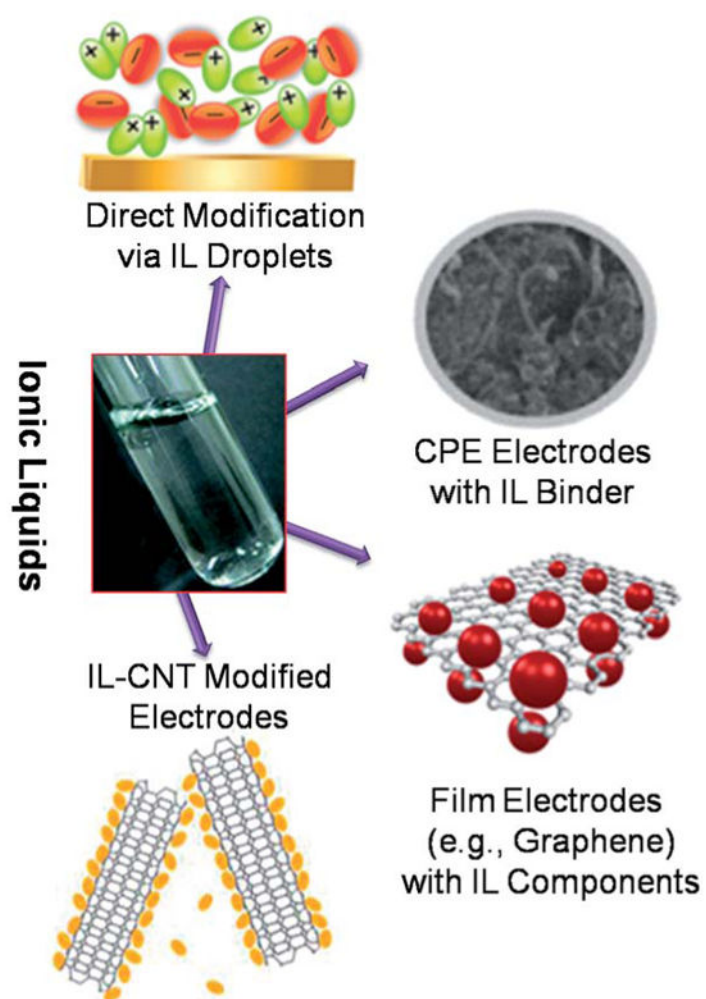 Direct Modification
via IL Droplets
Ionic Liquids
CPE Electrodes
with IL Binder
IL-CNT Modified
Electrodes
Film Electrodes
(e.g., Graphene)
with IL Components